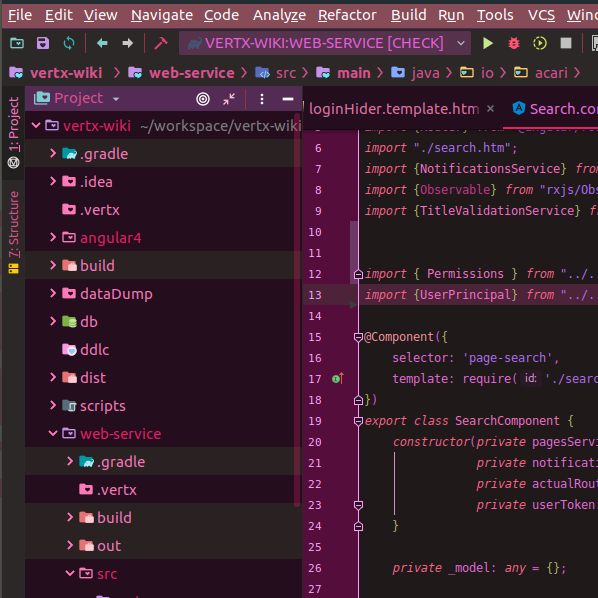 File Edit View Navigate Code Analyze Refactor Build Run Tools VCS
VERTX-WIKI:WEB-SERVICE [CHECK]
vertx-wiki web-service src main java io acari
1: Project
7: Structure
Project
vertx-wiki ~/workspace/vertx-wiki
.gradle
.idea
.vertx
angular4
build
dataDump
db
ddlc
dist
scripts
web-service
.gradle
.vertx
build
out
src
loginHider.template.htm × Search.co
6 import "./search.htm";
7 import {NotificationsService} from
8 import {Observable} from "rxjs/Obs
9 import {TitleValidationService} f
10
11
12 import { Permissions } from "../.
13 import {UserPrincipal} from "../.
14
15 @Component({
16 selector: 'page-search',
17 template: require( id: './sear
18 })
19 export class SearchComponent {
20 constructor(private pagesServi
21 private notificati
22 private actualRout
23 private userToken
24 }
25
26 private _model: any = {};
27